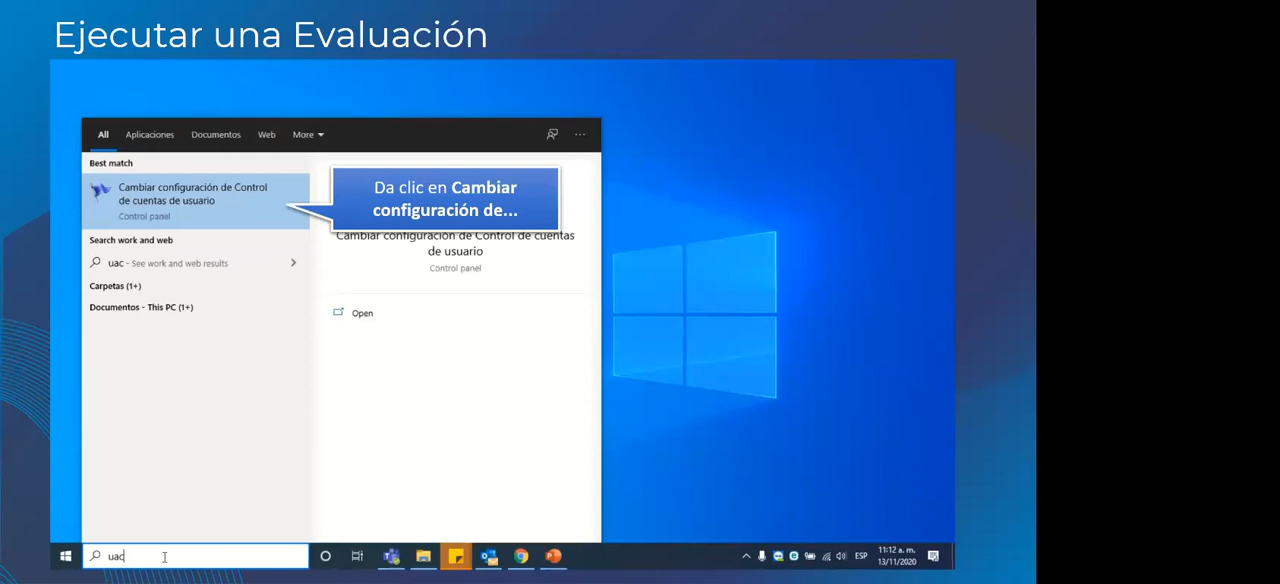 Ejecutar una Evaluación
All Aplicaciones Documentos Web More
Best match
Cambiar configuración de Control
de cuentas de usuario
Control panel
Da clic en Cambiar
configuración de...
Cambiar configuración de Control de cuentas
de usuario
Control panel
Search work and web
uac - See work and web results
Carpetas (1+)
Documentos - This PC (1+)
Open
uac
ESP
11:12 a. m.
13/11/2020